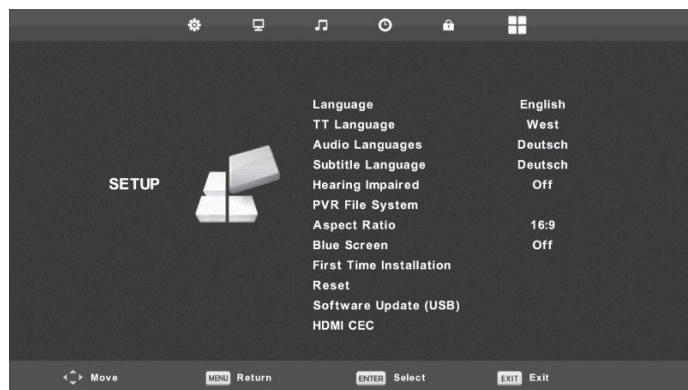 Language English
TT Language West
Audio Languages Deutsch
Subtitle Language Deutsch
SETUP
Hearing Impaired Off
PVR File System
Aspect Ratio 16:9
Blue Screen Off
First Time Installation
Reset
Software Update (USB)
HDMI CEC
Move MENU Return ENTER Select EXIT Exit